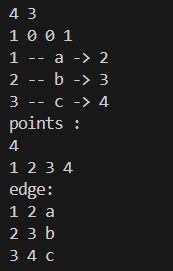 4 3
1 0 0 1
1 -- a -> 2
2 -- b -> 3
3 -- c -> 4
points :
4
1 2 3 4
edge:
1 2 a
2 3 b
3 4 c